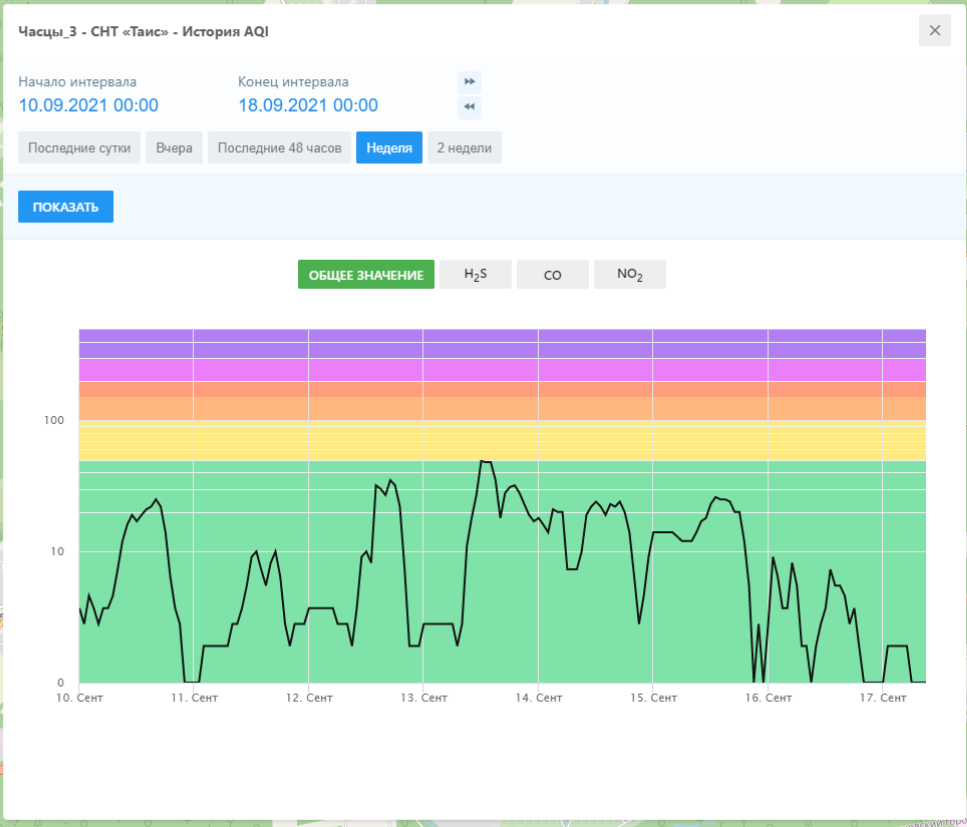 Часцы_3 - СНТ «Таис» - История AQI
Начало интервала
Конец интервала
10.09.2021 00:00
18.09.2021 00:00
Последние сутки
Вчера
Последние 48 часов
Неделя
2 недели
ПОКАЗАТЬ
ОБЩЕЕ ЗНАЧЕНИЕ
H₂S
CO
NO₂
100
10
0
10. Сент
11. Сент
12. Сент
13. Сент
14. Сент
15. Сент
16. Сент
17. Сент